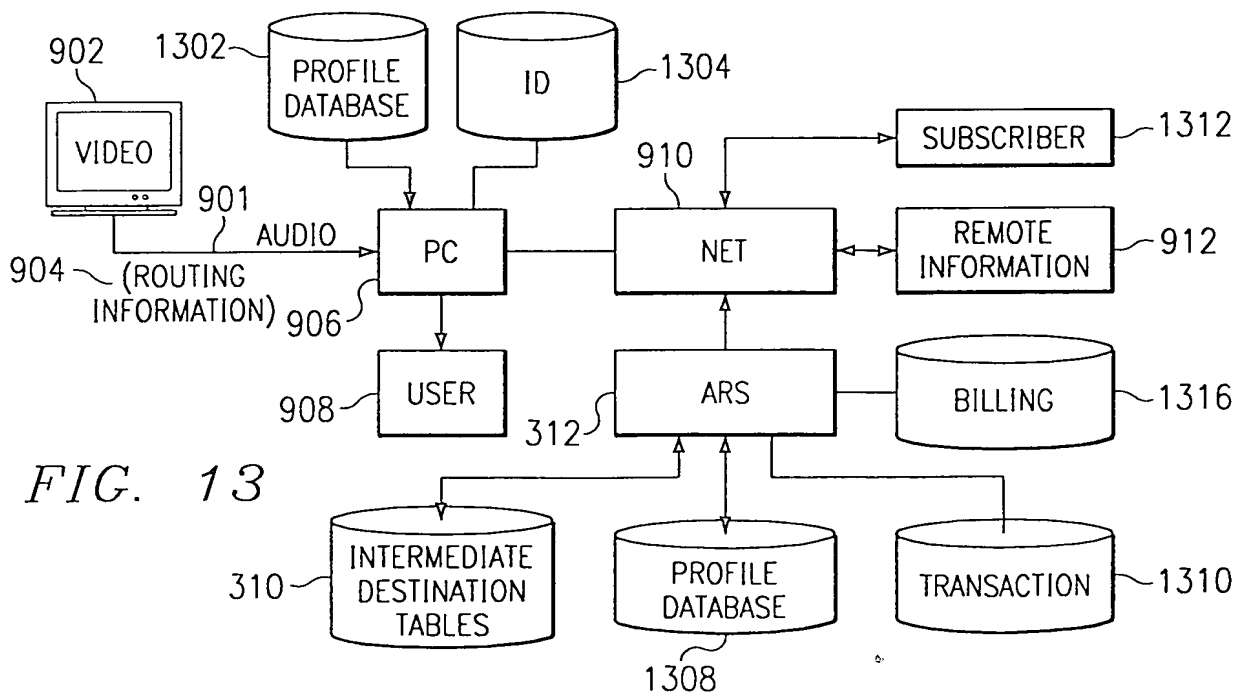 902
1302
PROFILE
DATABASE
ID
1304
VIDEO
910
SUBSCRIBER
1312
901
AUDIO
904
(ROUTING
INFORMATION)
PC
906
NET
REMOTE
INFORMATION
912
USER
908
ARS
312
BILLING
1316
FIG. 13
INTERMEDIATE
DESTINATION
TABLES
310
PROFILE
DATABASE
1308
TRANSACTION
1310